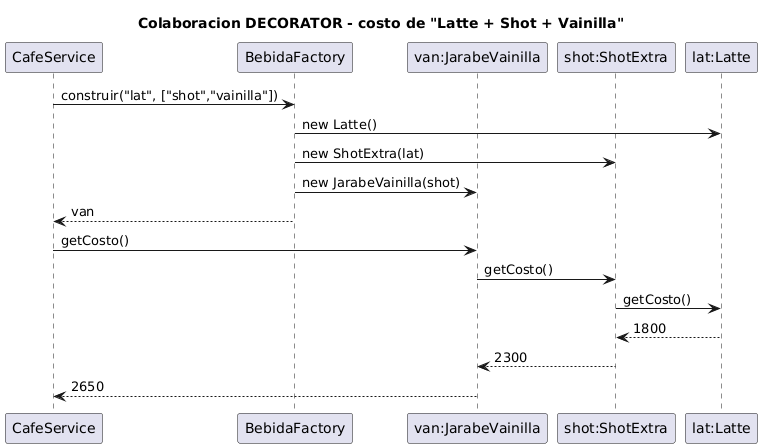 Colaboracion DECORATOR - costo de "Latte + Shot + Vainilla"
CafeService
BebidaFactory
van:JarabeVainilla
shot:ShotExtra
lat:Latte
construir("lat", ["shot","vainilla"])
new Latte()
new ShotExtra(lat)
new JarabeVainilla(shot)
van
getCosto()
getCosto()
getCosto()
1800
2300
2650
CafeService
BebidaFactory
van:JarabeVainilla
shot:ShotExtra
lat:Latte